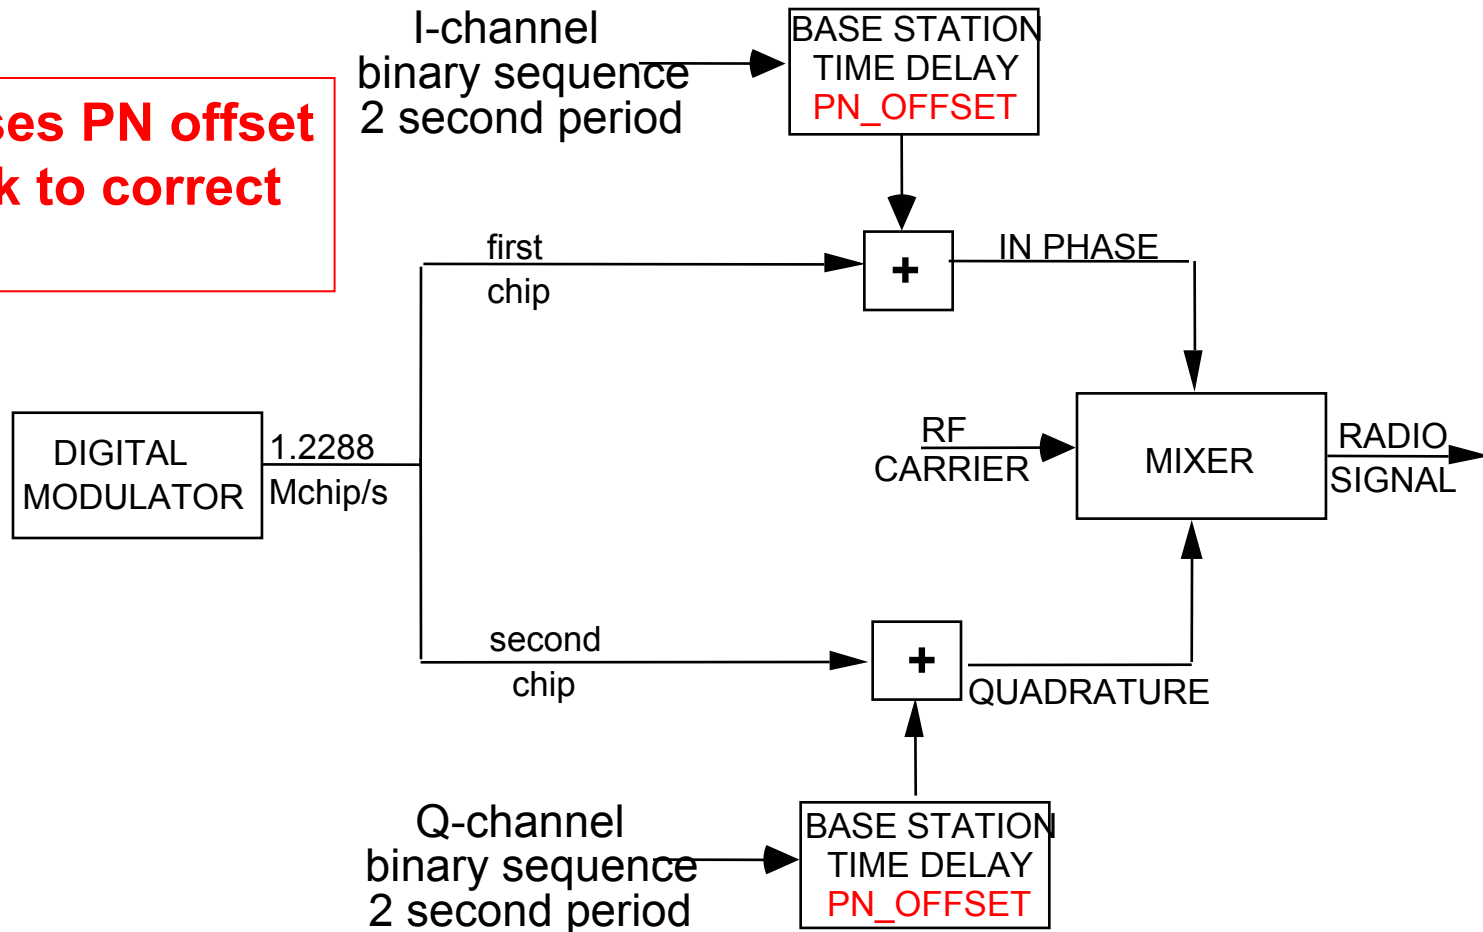 I-channel
binary sequence
2 second period
BASE STATION
TIME DELAY
PN_OFFSET
ses PN offset
k to correct
first
chip
+
IN PHASE
DIGITAL
MODULATOR
1.2288
Mchip/s
RF
CARRIER
MIXER
RADIO
SIGNAL
second
chip
+
QUADRATURE
Q-channel
binary sequence
2 second period
BASE STATION
TIME DELAY
PN_OFFSET